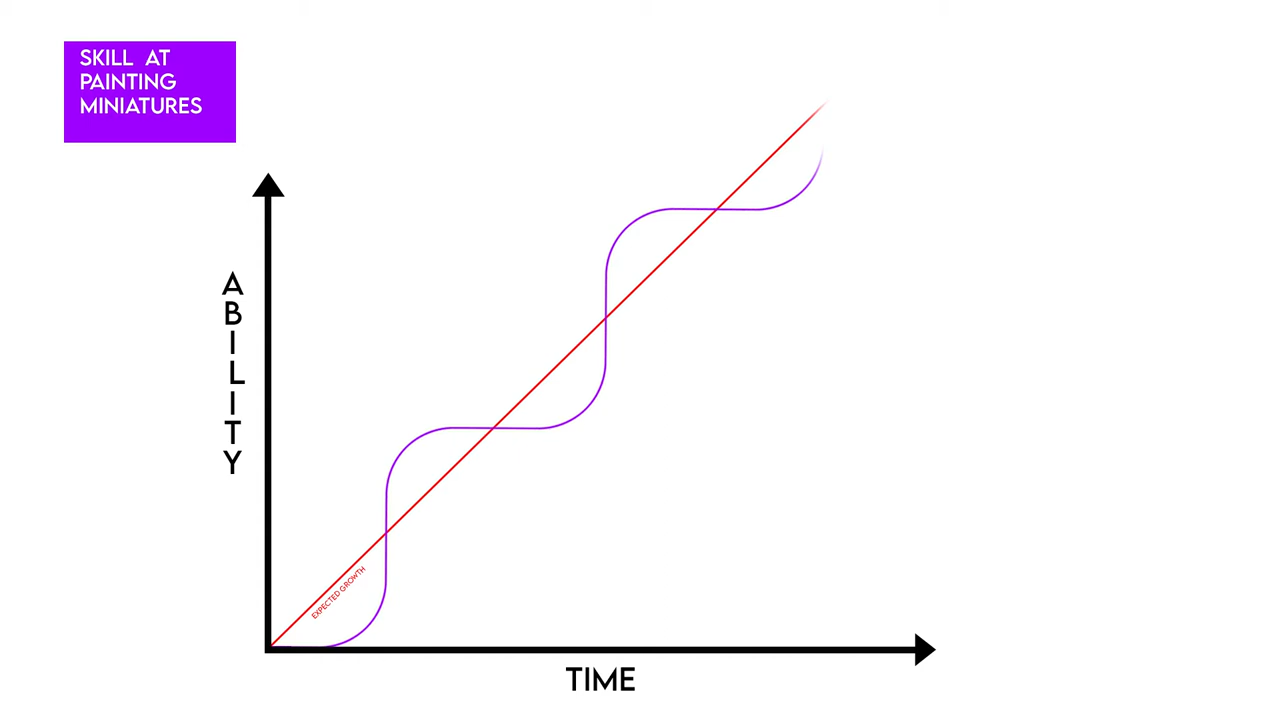 SKILL AT
PAINTING
MINIATURES
ABILITY
EXPECTED GROWTH
TIME